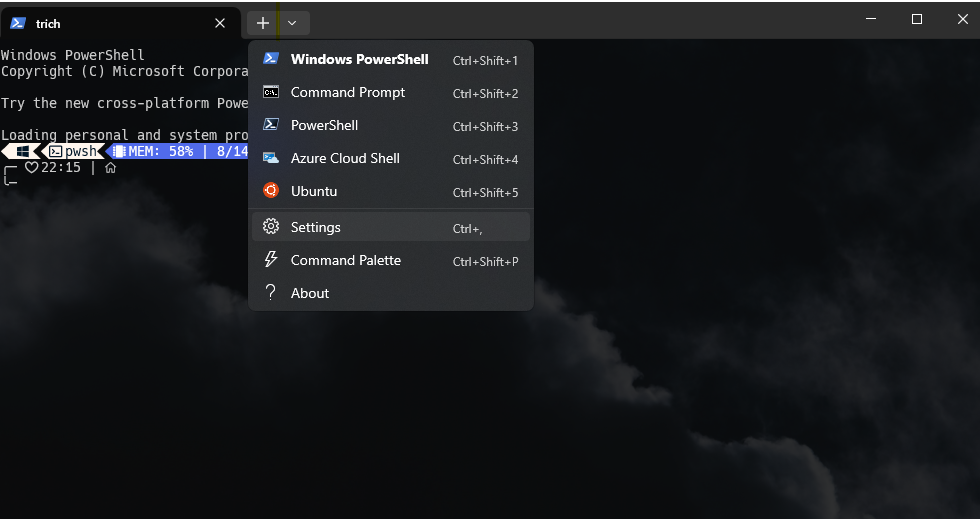 trich
Windows PowerShell
Copyright (C) Microsoft Corpora
Try the new cross-platform Powe
Loading personal and system pro
pwsh MEM: 58% | 8/14
22:15 |
Windows PowerShell Ctrl+Shift+1
Command Prompt Ctrl+Shift+2
PowerShell Ctrl+Shift+3
Azure Cloud Shell Ctrl+Shift+4
Ubuntu Ctrl+Shift+5
Settings Ctrl+,
Command Palette Ctrl+Shift+P
About